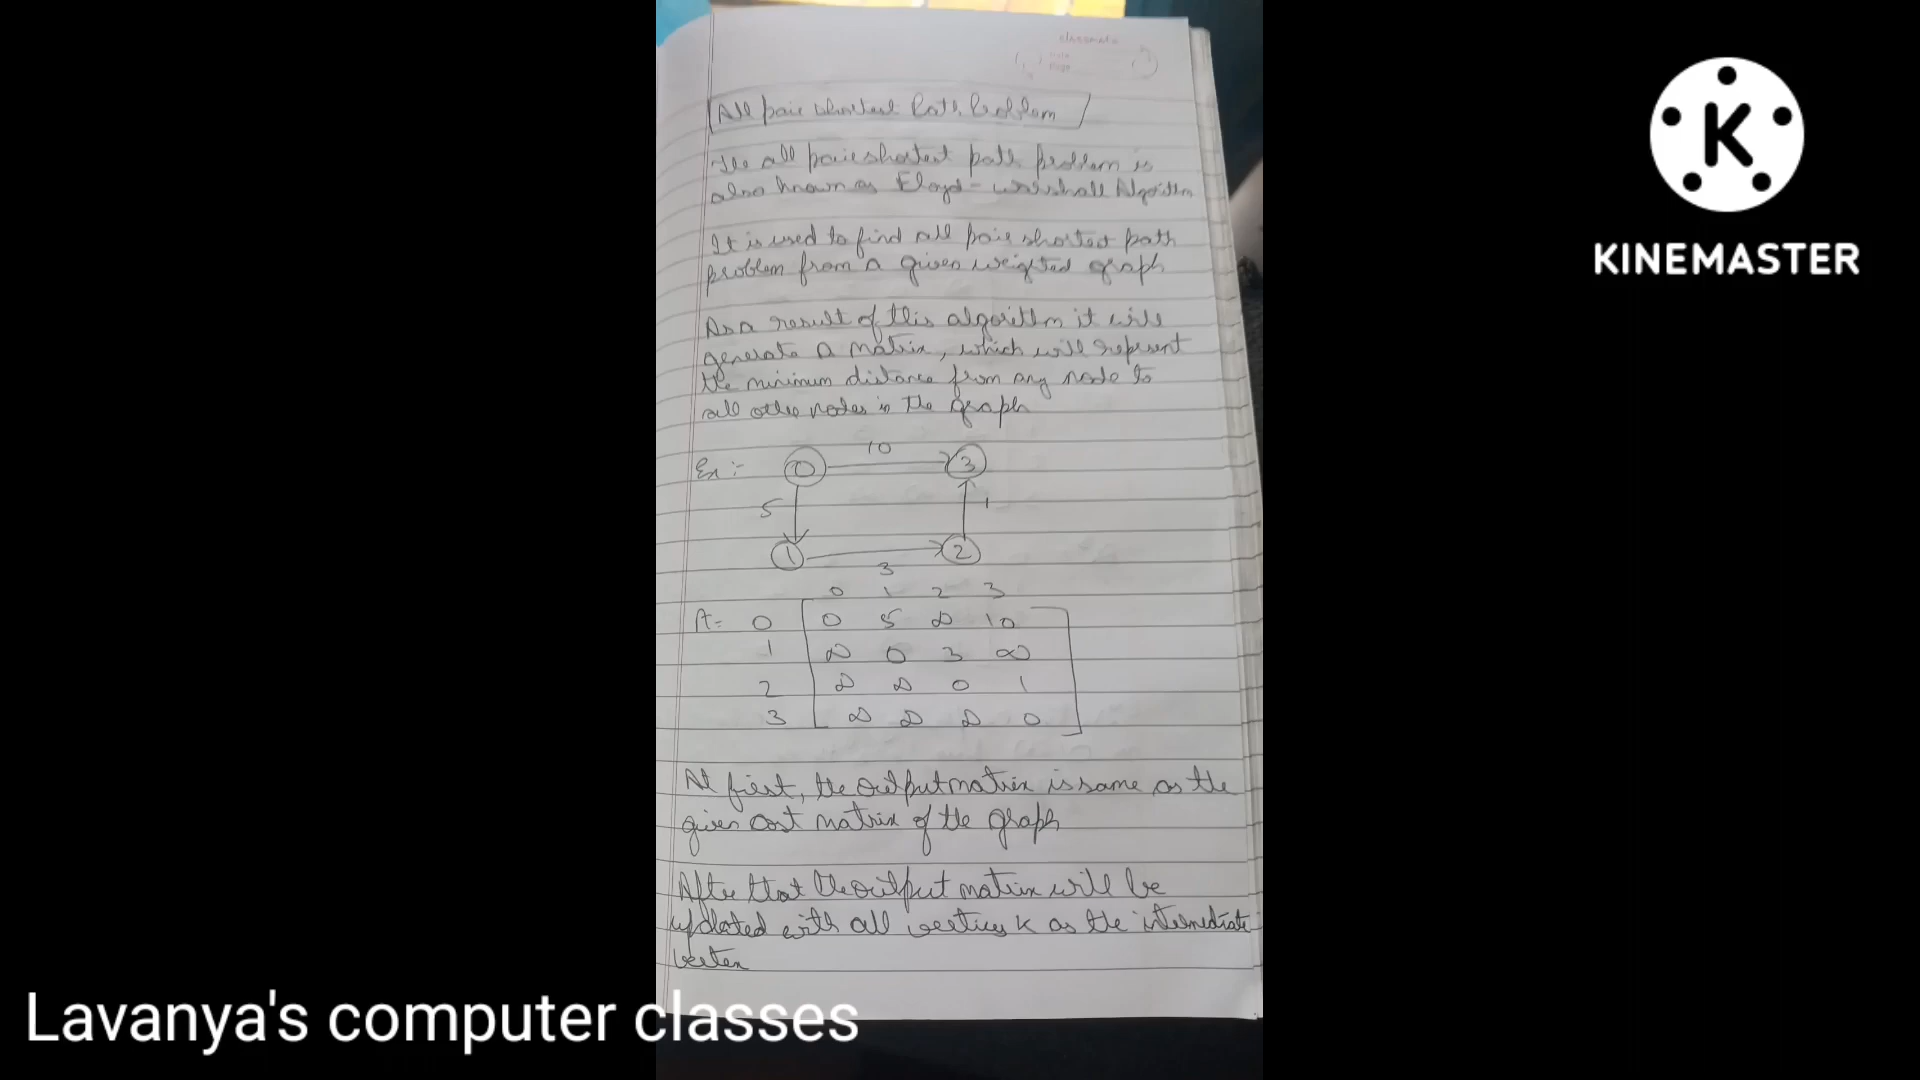 classmate
Date
Page
All pair shortest Path Problem
The all pair shortest path problem is
also known as Floyd-warshall Algorithm
It is used to find all pair shortest path
problem from a given weighted graph
As a result of this algorithm it will
generate a matrix, which will represent
the minimum distance from any node to
all other nodes in the graph
Ex:- 0 10 3
5 1
1 2
3
0 1 2 3
A= 0 0 5 ∞ 10
1 ∞ 0 3 ∞
2 ∞ ∞ 0 1
3 ∞ ∞ ∞ 0
At first, the output matrix is same as the
given cost matrix of the graph
After that the output matrix will be
updated with all vertices k as the intermediate
vertex
K
KINEMASTER
Lavanya's computer classes